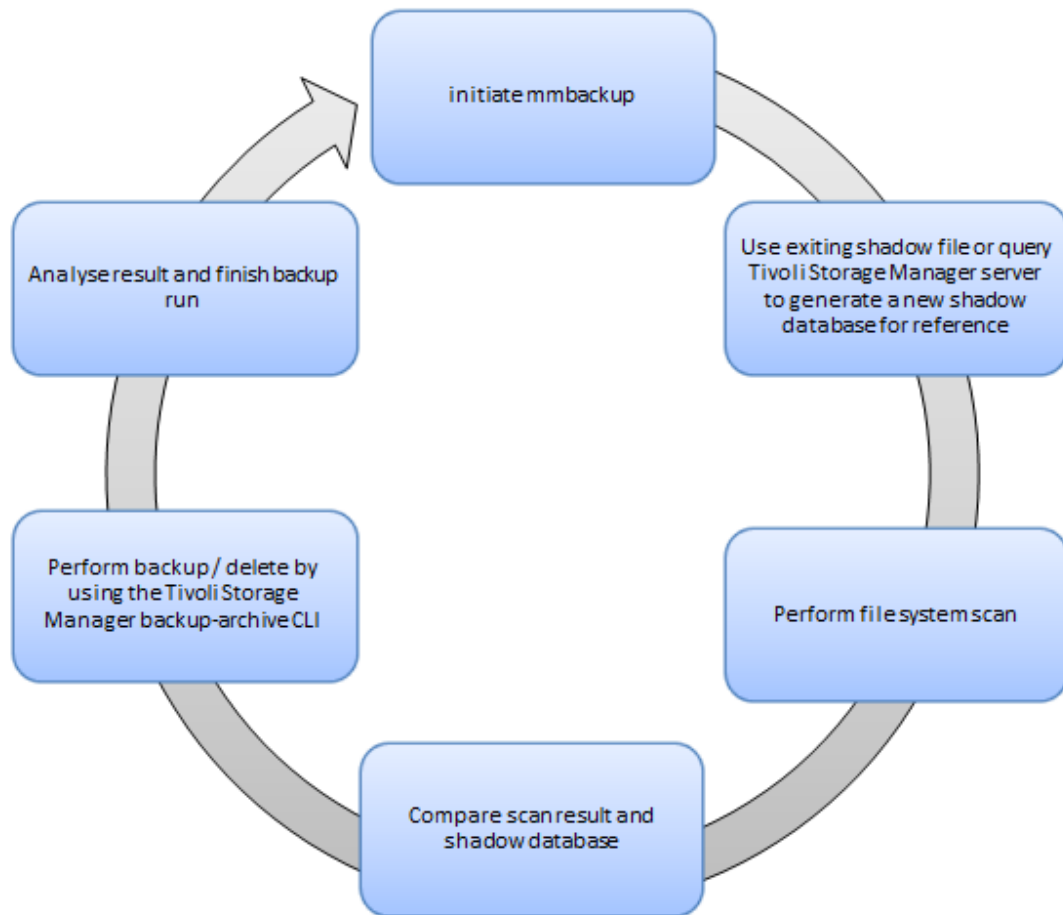 initiate mmbackup
Use exiting shadow file or query
Tivoli Storage Manager server
to generate a new shadow
database for reference
Perform file system scan
Compare scan result and
shadow database
Perform backup / delete by
using the Tivoli Storage
Manager backup-archive CLI
Analyse result and finish backup
run